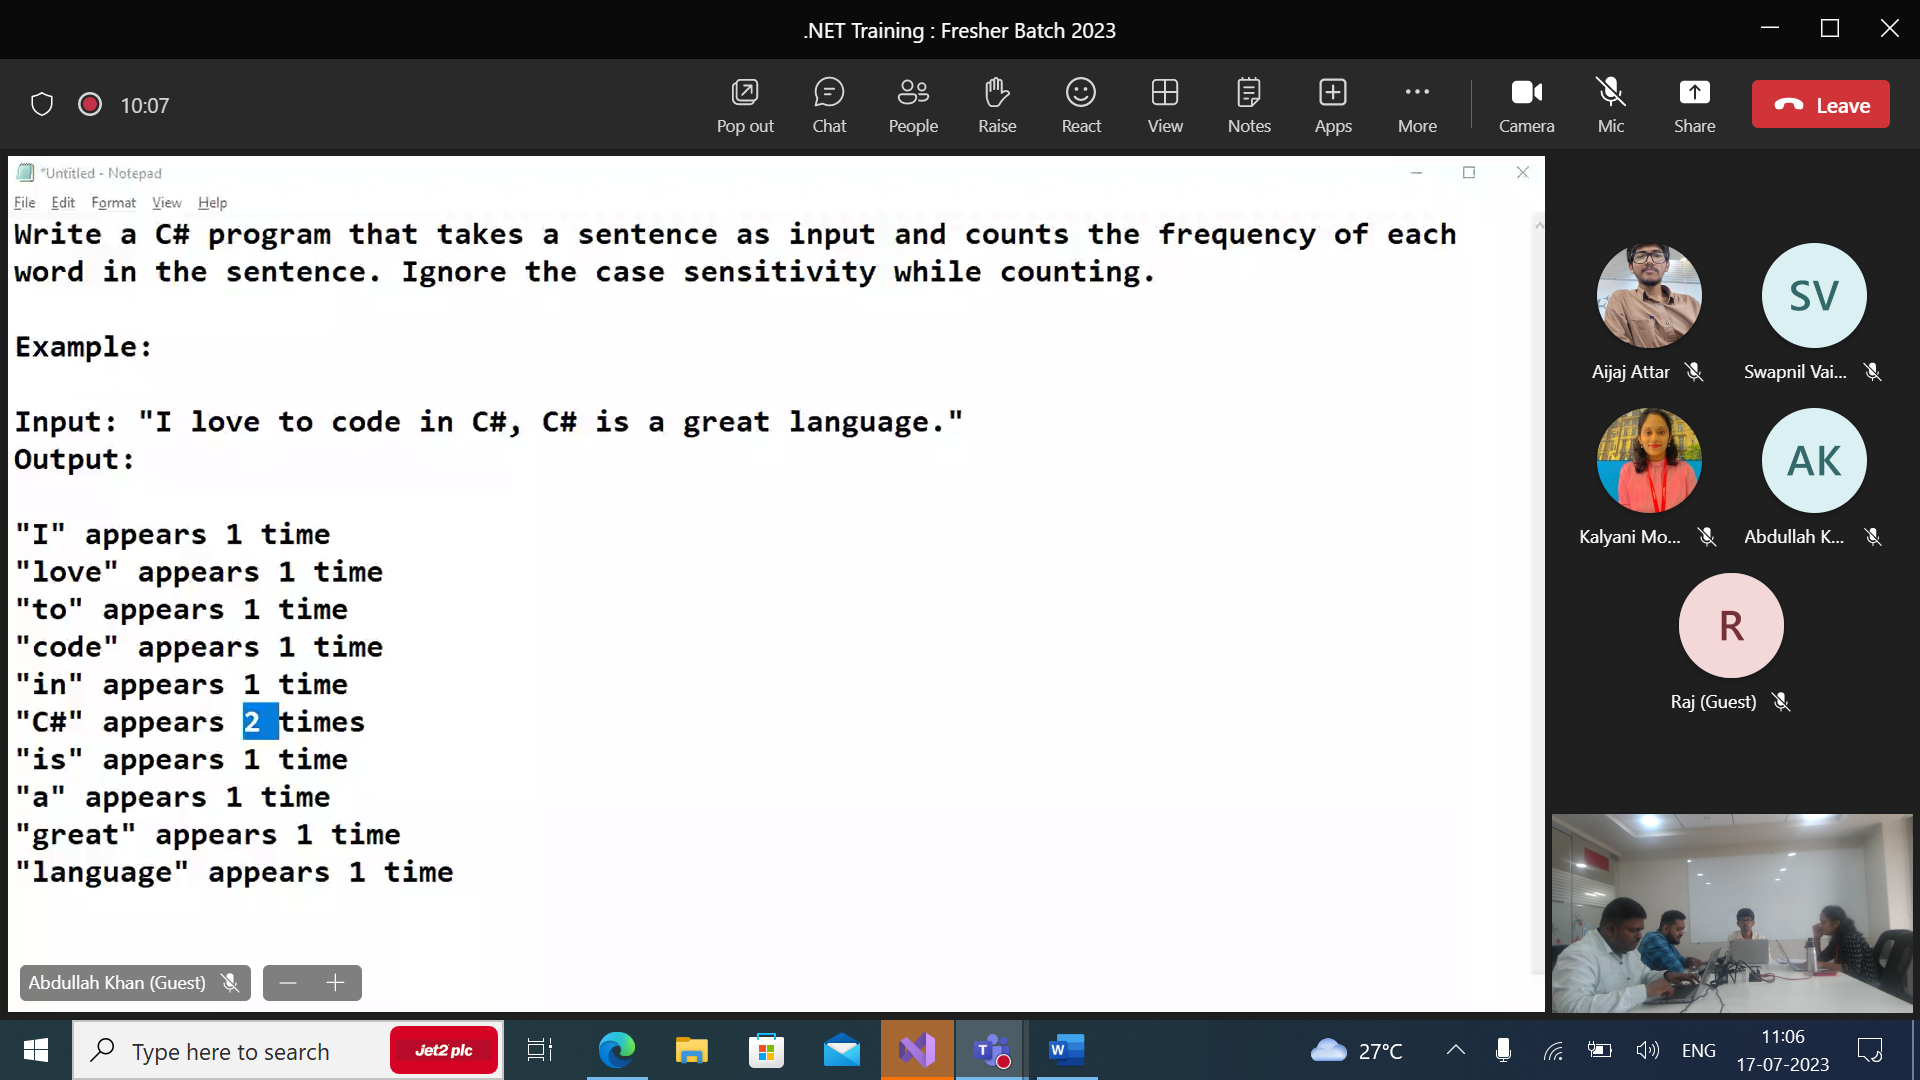 .NET Training : Fresher Batch 2023
10:07
Pop out
Chat
People
Raise
React
View
Notes
Apps
More
Camera
Mic
Share
Leave
*Untitled - Notepad
File Edit Format View Help
Write a C# program that takes a sentence as input and counts the frequency of each
word in the sentence. Ignore the case sensitivity while counting.
Example:
Input: "I love to code in C#, C# is a great language."
Output:
"I" appears 1 time
"love" appears 1 time
"to" appears 1 time
"code" appears 1 time
"in" appears 1 time
"C#" appears 2 times
"is" appears 1 time
"a" appears 1 time
"great" appears 1 time
"language" appears 1 time
Abdullah Khan (Guest)
Aijaj Attar
SV
Swapnil Vai...
Kalyani Mo...
AK
Abdullah K...
R
Raj (Guest)
Type here to search
Jet2 plc
T
W
27°C
ENG
11:06
17-07-2023